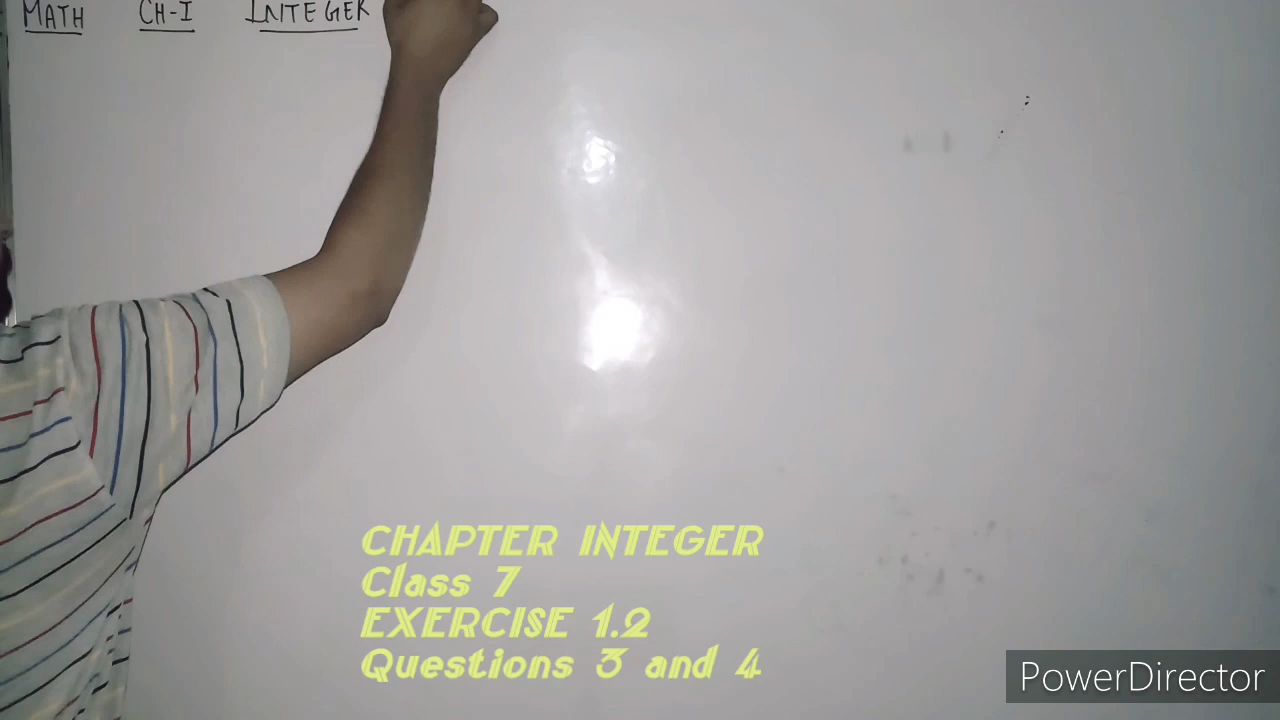 MATH CH-I INTEGER
CHAPTER INTEGER
Class 7
EXERCISE 1.2
Questions 3 and 4
PowerDirector